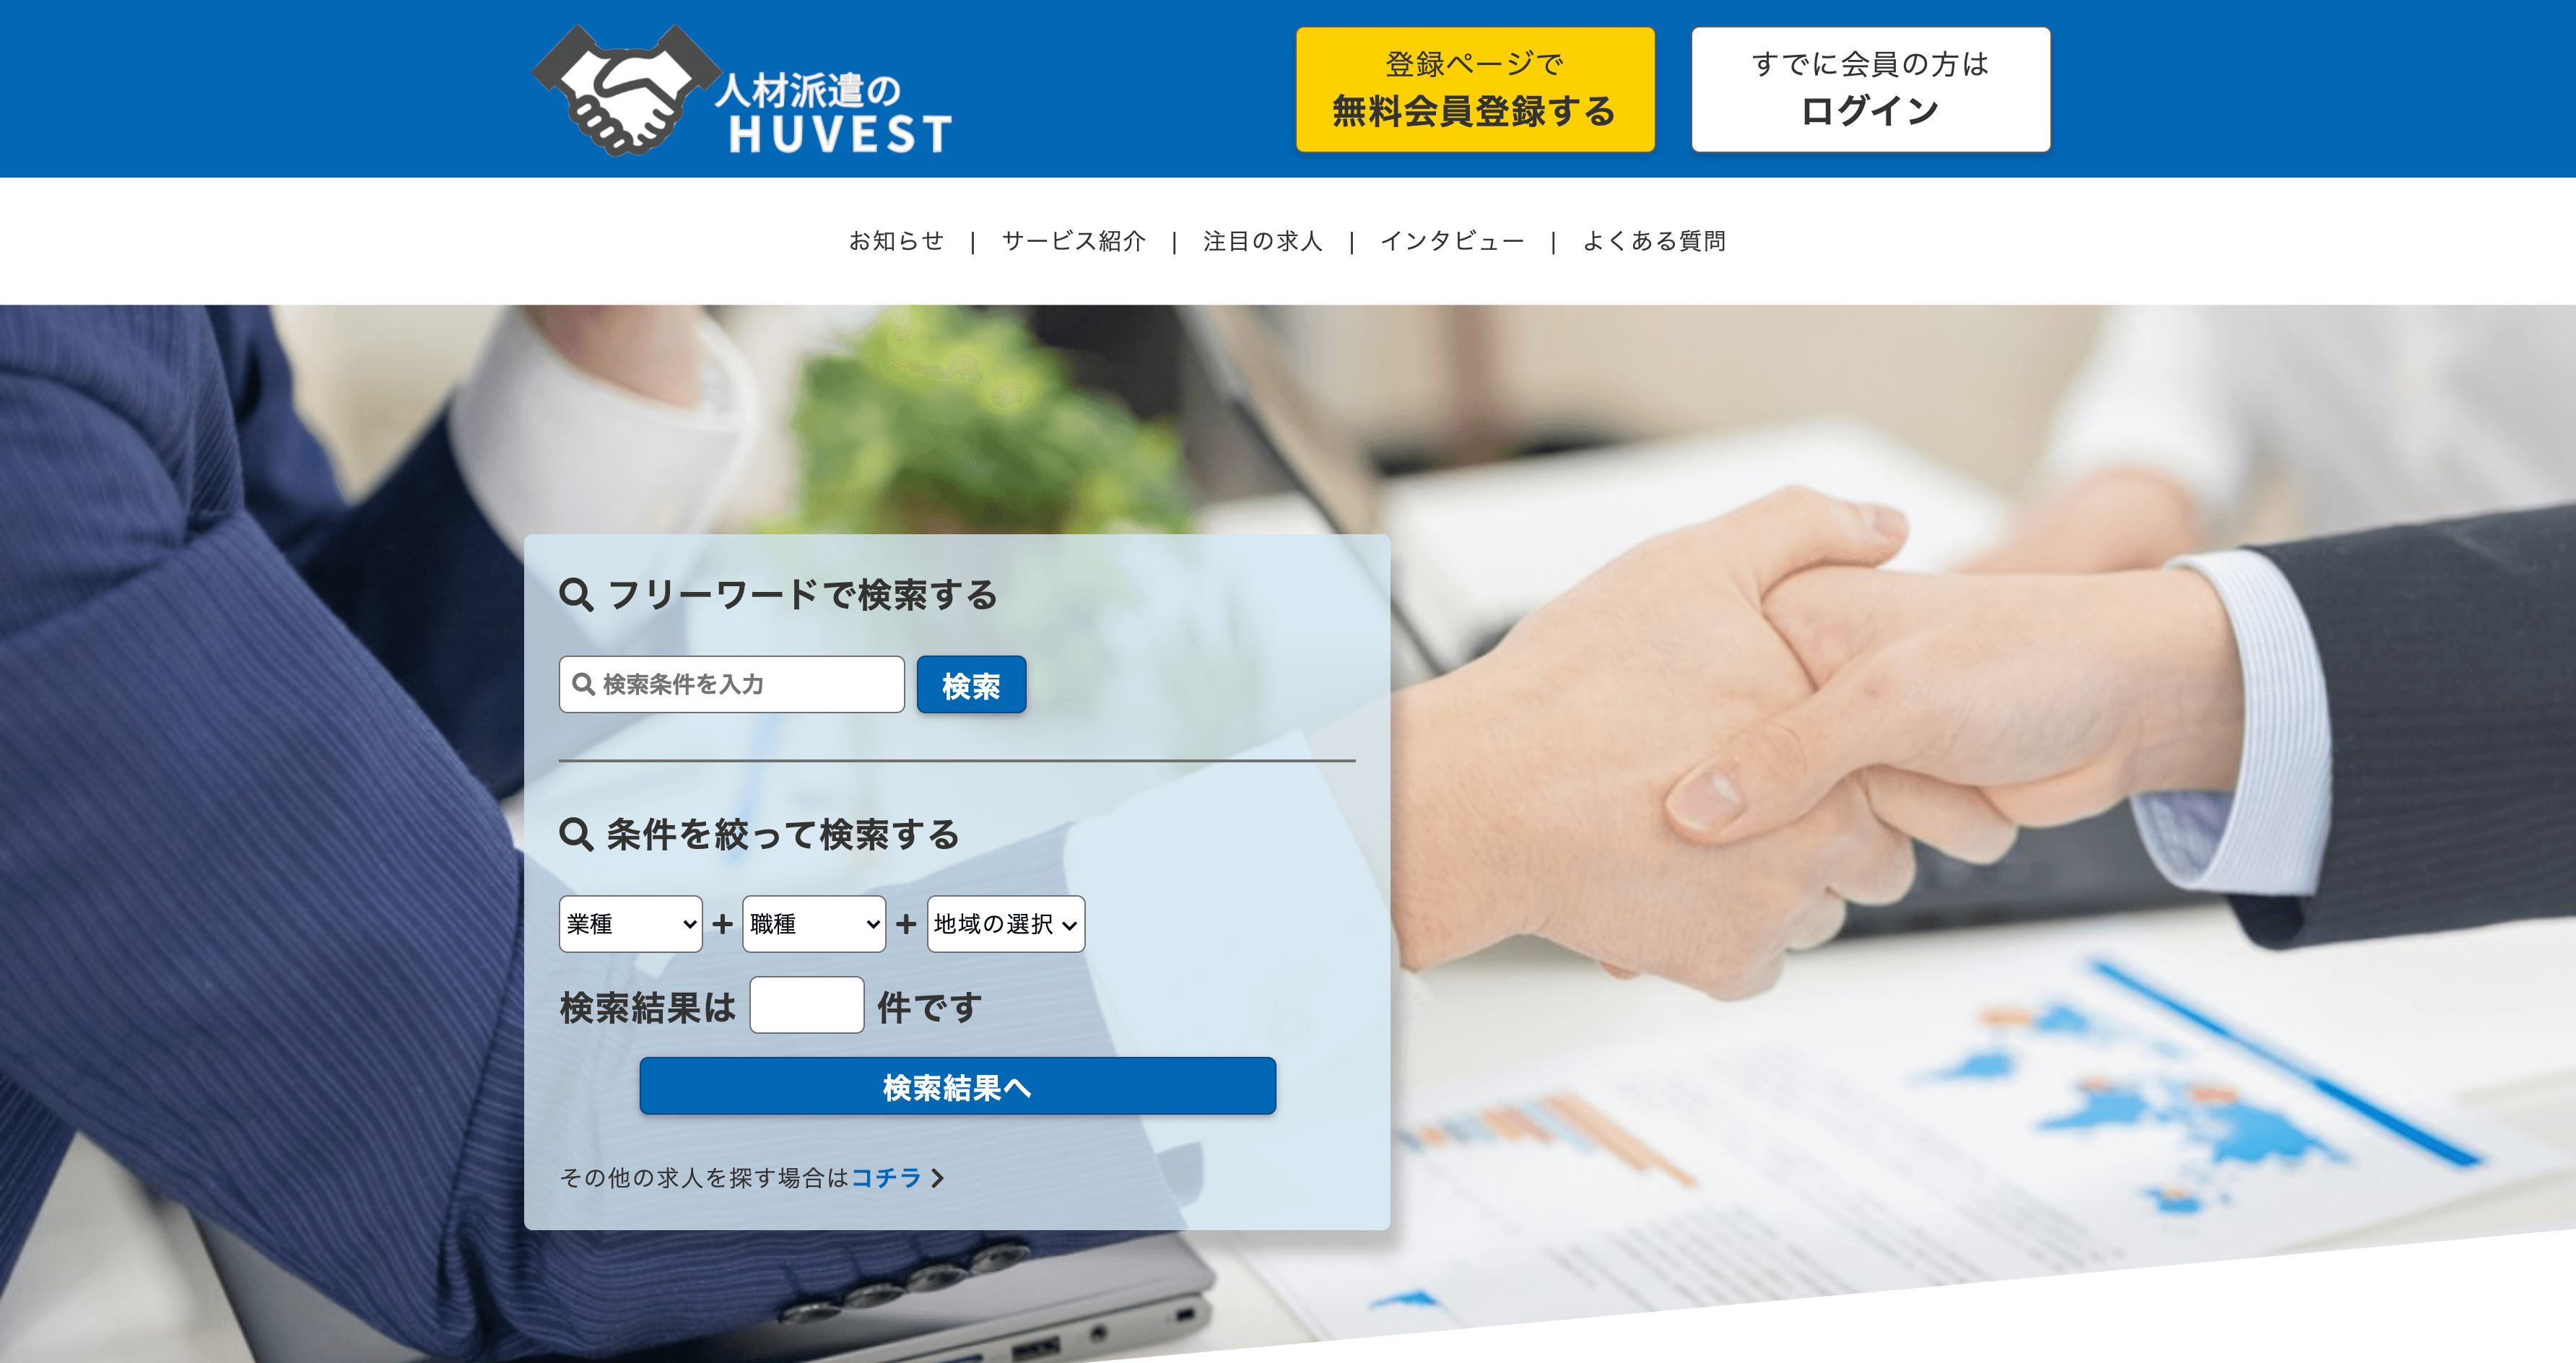 人材派遣の
HUVEST
登録ページで
無料会員登録する
すでに会員の方は
ログイン
お知らせ | サービス紹介 | 注目の求人 | インタビュー | よくある質問
フリーワードで検索する
検索条件を入力 検索
条件を絞って検索する
業種 + 職種 + 地域の選択
検索結果は 件です
検索結果へ
その他の求人を探す場合はコチラ